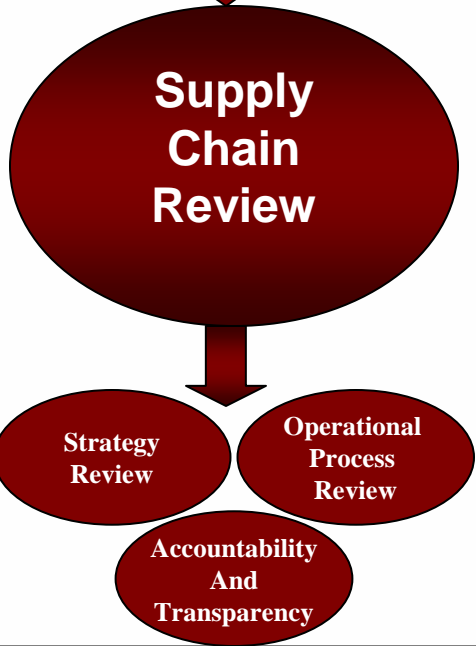 Supply
Chain
Review
Strategy
Review
Operational
Process
Review
Accountability
And
Transparency